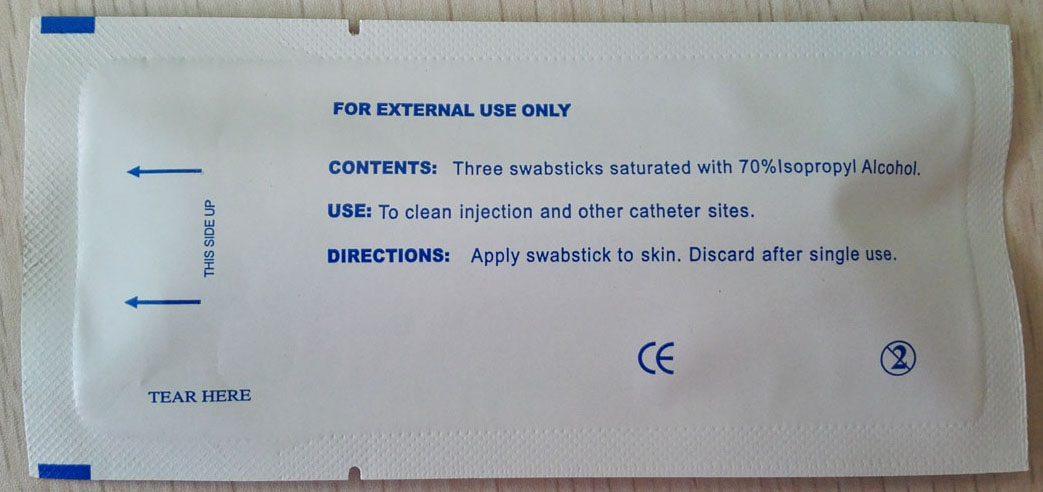 FOR EXTERNAL USE ONLY
CONTENTS: Three swabsticks saturated with 70%Isopropyl Alcohol.
USE: To clean injection and other catheter sites.
DIRECTIONS: Apply swabstick to skin. Discard after single use.
THIS SIDE UP
CE
2
TEAR HERE